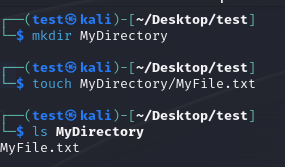 ┌──(test㉿kali)-[~/Desktop/test]
└─$ mkdir MyDirectory
┌──(test㉿kali)-[~/Desktop/test]
└─$ touch MyDirectory/MyFile.txt
┌──(test㉿kali)-[~/Desktop/test]
└─$ ls MyDirectory
MyFile.txt